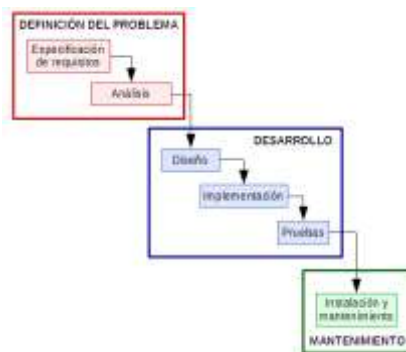 DEFINICIÓN DEL PROBLEMA
Especificación
de requisitos
Análisis
DESARROLLO
Diseño
Implementación
Pruebas
Instalación y
mantenimiento
MANTENIMIENTO